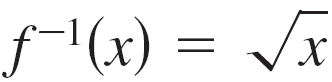 f⁻¹(x) = √x